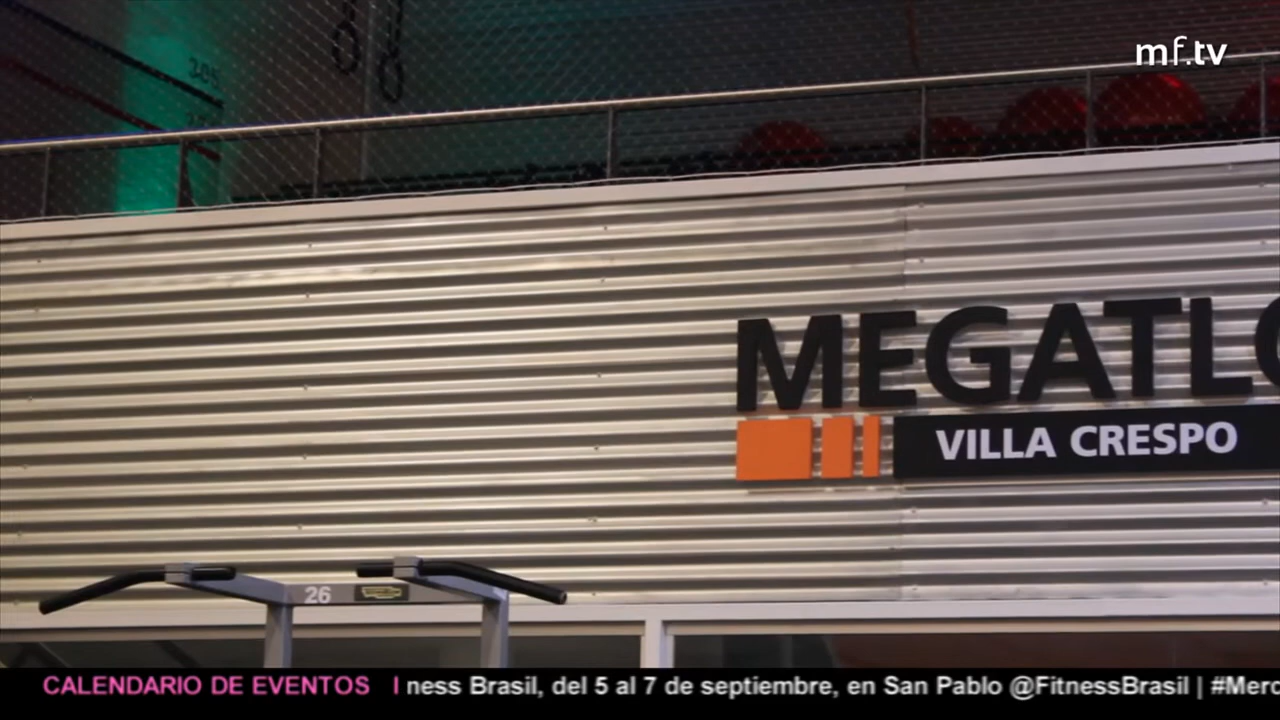 mf.tv
MEGATLO
VILLA CRESPO
26
CALENDARIO DE EVENTOS | ness Brasil, del 5 al 7 de septiembre, en San Pablo @FitnessBrasil | #Merc